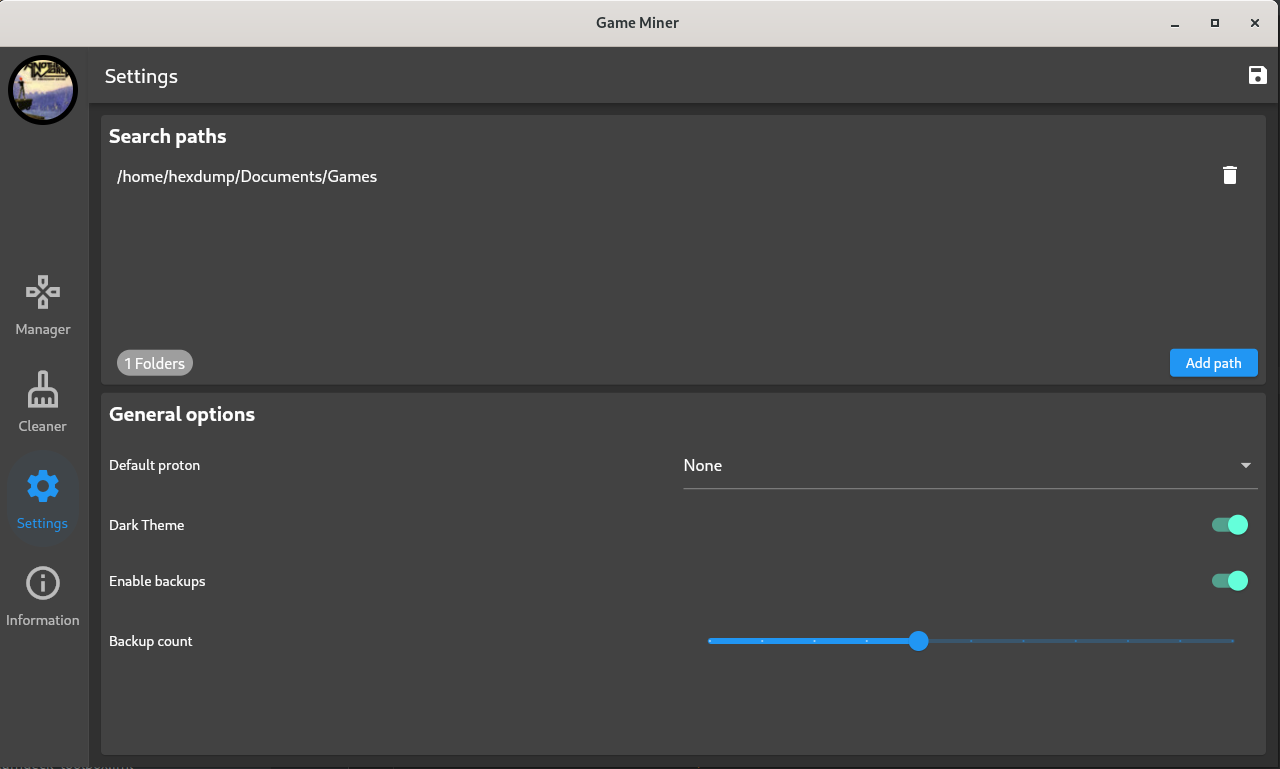 Game Miner
Settings
Search paths
/home/hexdump/Documents/Games
1 Folders
Add path
General options
Default proton
None
Dark Theme
Enable backups
Backup count
Manager
Cleaner
Settings
Information